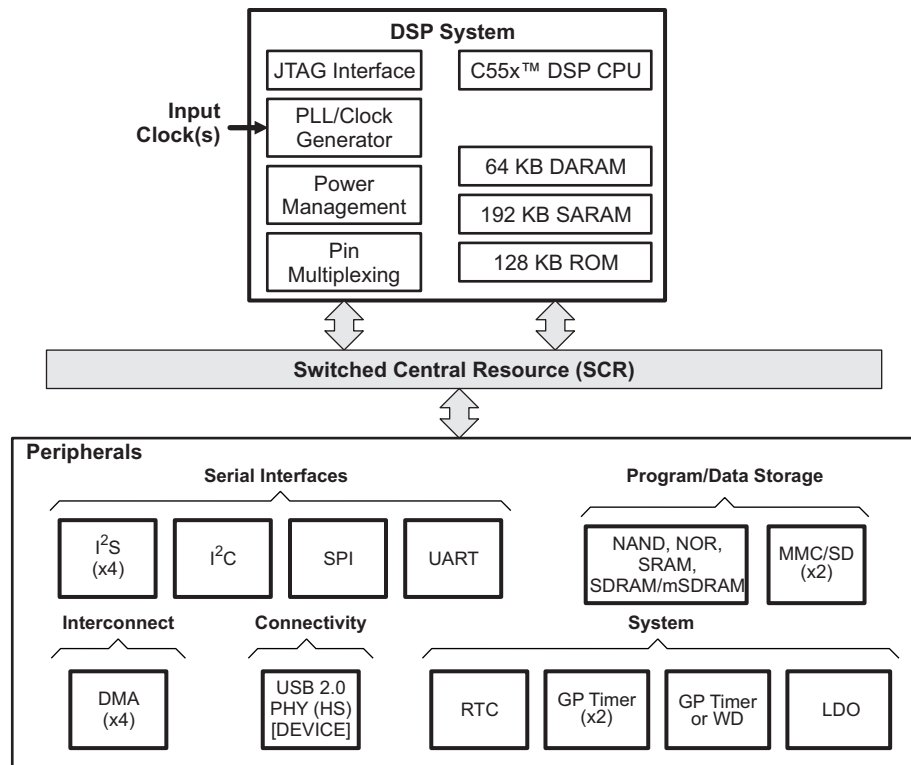 DSP System
JTAG Interface
C55x™ DSP CPU
Input
Clock(s)
PLL/Clock
Generator
64 KB DARAM
Power
Management
192 KB SARAM
Pin
Multiplexing
128 KB ROM
Switched Central Resource (SCR)
Peripherals
Serial Interfaces
Program/Data Storage
I²S
(x4)
I²C
SPI
UART
NAND, NOR,
SRAM,
SDRAM/mSDRAM
MMC/SD
(x2)
Interconnect
Connectivity
System
DMA
(x4)
USB 2.0
PHY (HS)
[DEVICE]
RTC
GP Timer
(x2)
GP Timer
or WD
LDO